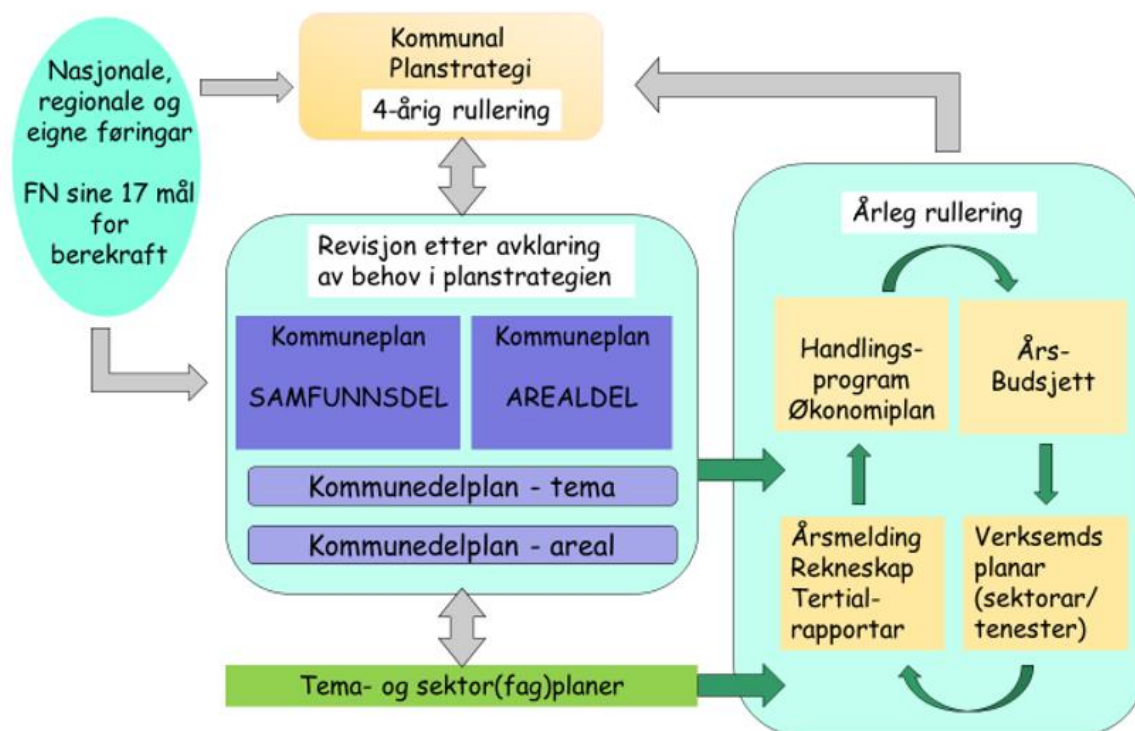 Kommunal
Planstrategi
4-årig rullering
Nasjonale,
regionale og
eigne føringar
FN sine 17 mål
for
berekraft
Revisjon etter avklaring
av behov i planstrategien
Kommuneplan
SAMFUNNSDEL
Kommuneplan
AREALDEL
Kommunedelplan - tema
Kommunedelplan - areal
Tema- og sektor(fag)planer
Årleg rullering
Handlings-
program
Økonomiplan
Års-
Budsjett
Årsmelding
Rekneskap
Tertial-
rapportar
Verksemds
planar
(sektorar/
tenester)